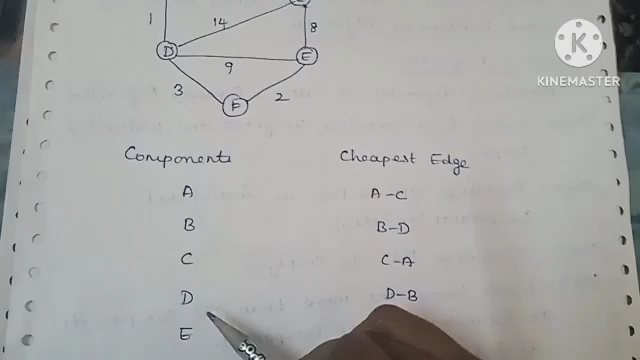 1
14
8
D
E
9
3
2
F
KINEMASTER
Components Cheapest Edge
A A-C
B B-D
C C-A
D D-B
E